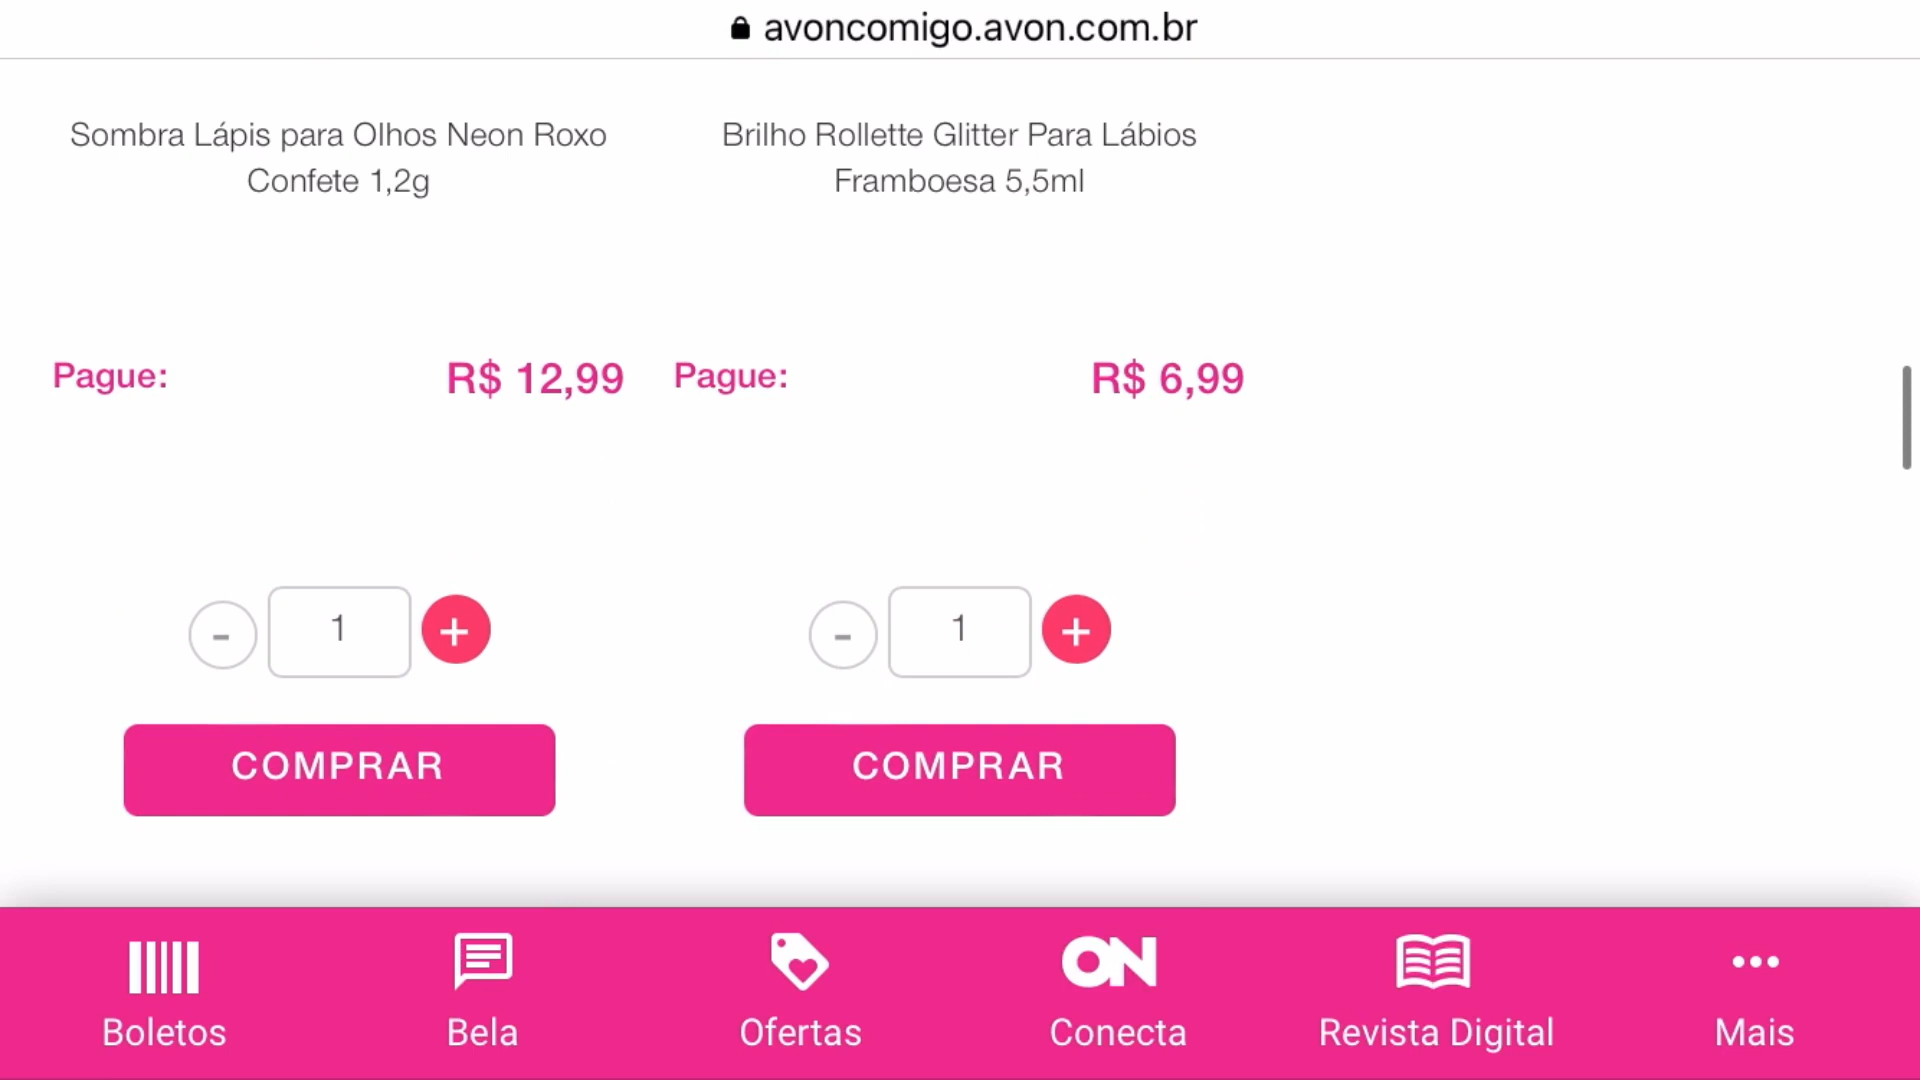 avoncomigo.avon.com.br
Sombra Lápis para Olhos Neon Roxo
Confete 1,2g
Brilho Rollette Glitter Para Lábios
Framboesa 5,5ml
Pague: R$ 12,99
Pague: R$ 6,99
- 1 +
- 1 +
COMPRAR
COMPRAR
ON
Boletos
Bela
Ofertas
Conecta
Revista Digital
Mais